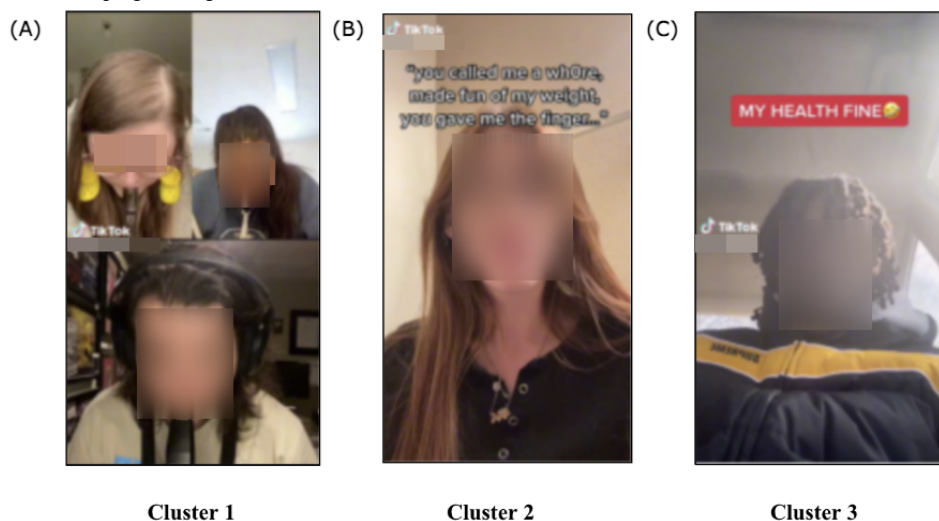 (A)
(B)
(C)
TikTok
"you called me a wh0re,
made fun of my weight,
you gave me the finger..."
MY HEALTH FINE🤣
TikTok
TikTok
Cluster 1
Cluster 2
Cluster 3